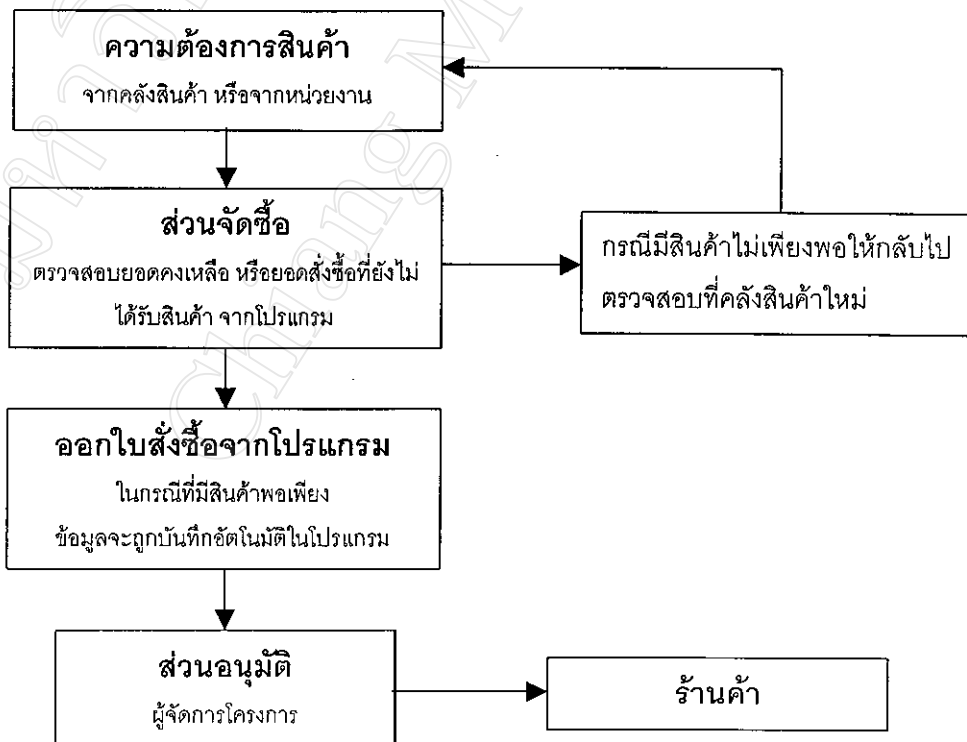 ความต้องการสินค้า
จากคลังสินค้า หรือจากหน่วยงาน
ส่วนจัดซื้อ
ตรวจสอบยอดคงเหลือ หรือยอดสั่งซื้อที่ยังไม่
ได้รับสินค้า จากโปรแกรม
กรณีมีสินค้าไม่เพียงพอให้กลับไป
ตรวจสอบที่คลังสินค้าใหม่
ออกใบสั่งซื้อจากโปรแกรม
ในกรณีที่มีสินค้าพอเพียง
ข้อมูลจะถูกบันทึกอัตโนมัติในโปรแกรม
ส่วนอนุมัติ
ผู้จัดการโครงการ
ร้านค้า
Chiang M